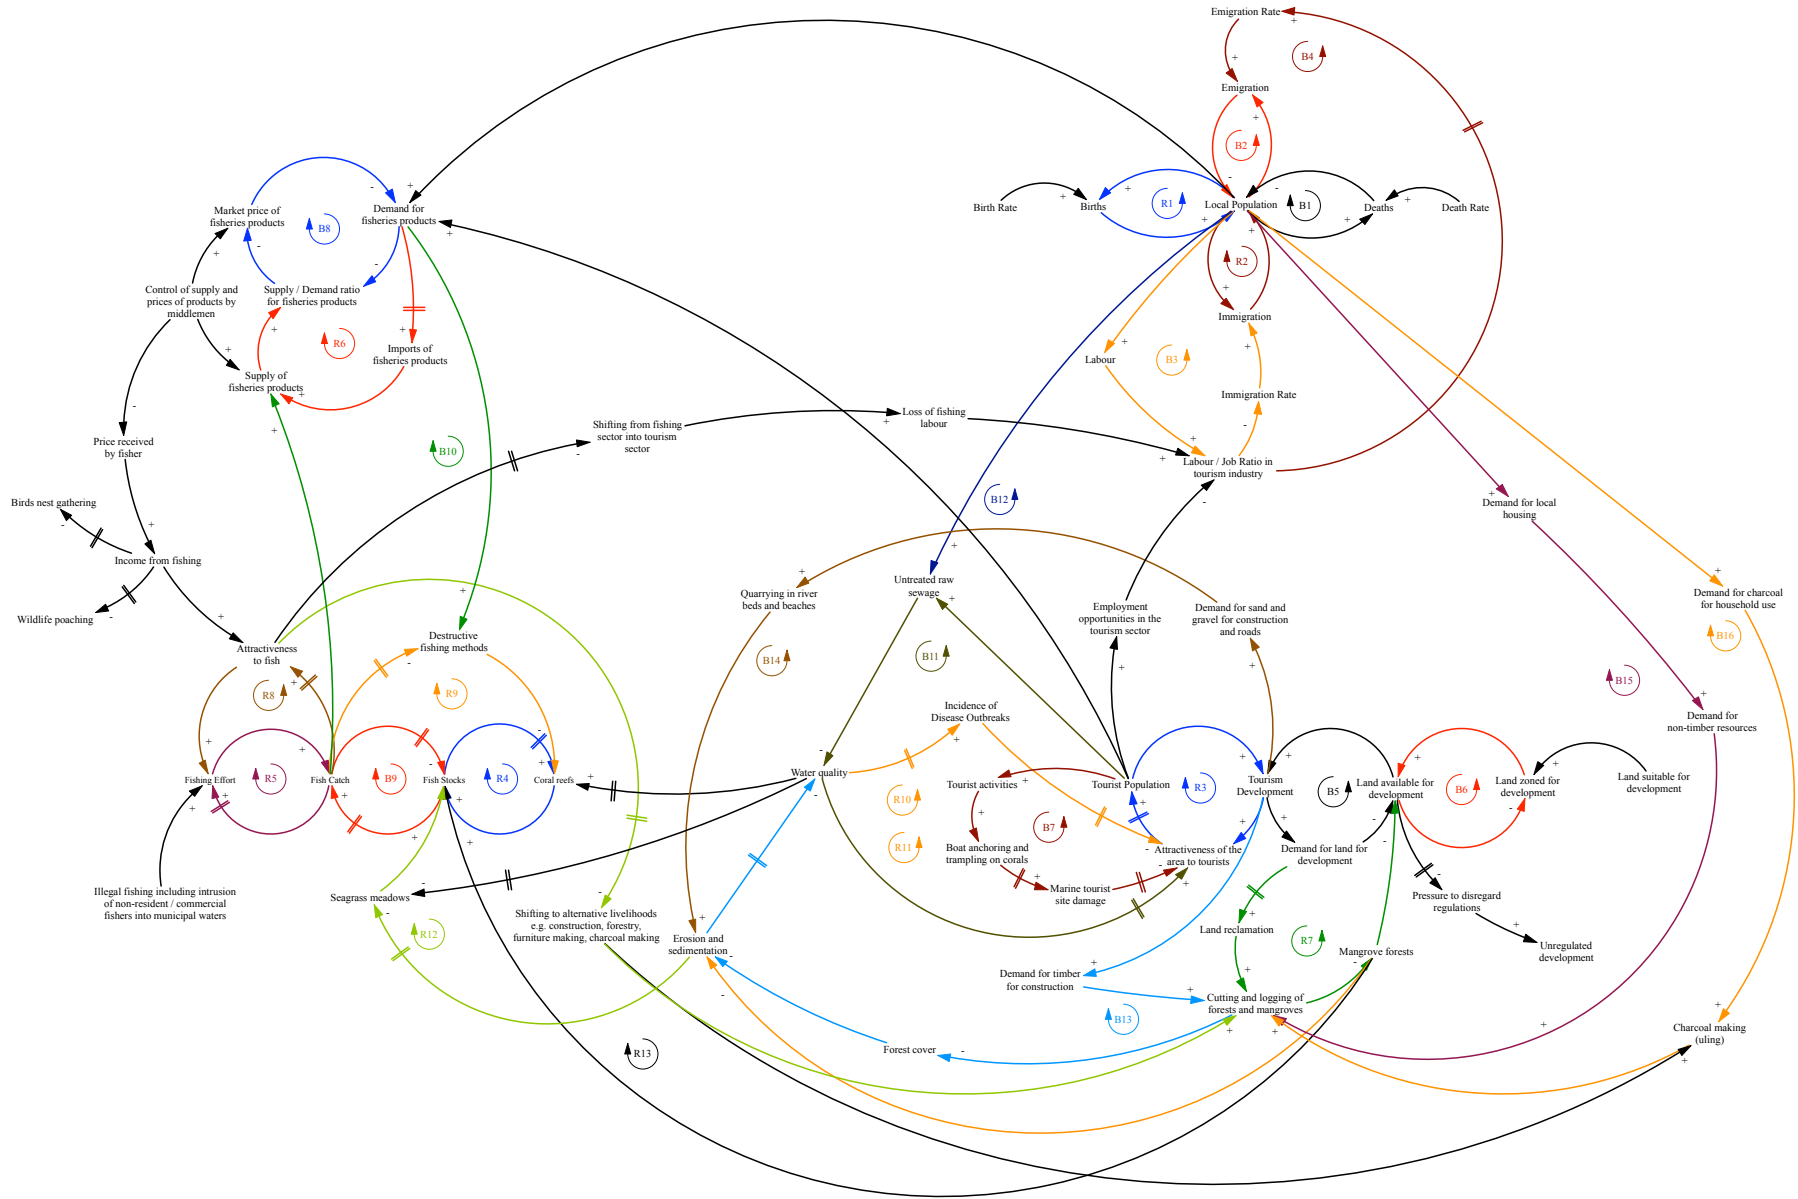 Emigration Rate
+
B4
+
Emigration
+
B2
-
Birth Rate
+
Births
+
R1
+
Local Population
-
B1
+
Deaths
+
Death Rate
+
R2
+
Immigration
Market price of
fisheries products
-
+
Demand for
fisheries products
+
B8
-
-
+
Control of supply and
prices of products by
middlemen
Supply / Demand ratio
for fisheries products
+
R6
+
Imports of
fisheries products
+
Supply of
fisheries products
+
+
Labour
+
B3
+
Immigration Rate
-
+
Labour / Job Ratio in
tourism industry
+
-
-
Price received
by fisher
B10
Shifting from fishing
sector into tourism
sector
-
+
Loss of fishing
labour
B12
+
Demand for local
housing
Birds nest gathering
-
+
Income from fishing
Wildlife poaching
-
+
Attractiveness
to fish
+
Destructive
fishing methods
-
+
Quarrying in river
beds and beaches
+
Untreated raw
sewage
+
Employment
opportunities in the
tourism sector
+
Demand for sand and
gravel for construction
and roads
+
+
Demand for charcoal
for household use
B16
B14
B11
B15
+
Demand for
non-timber resources
R8
+
R9
+
+
Fishing Effort
+
+
R5
Fish Catch
+
B9
-
Fish Stocks
+
R4
-
+
Coral reefs
+
Incidence of
Disease Outbreaks
+
-
Water quality
-
Tourist activities
+
+
Tourist Population
+
R3
+
Tourism
Development
+
+
+
B5
+
Land available for
development
-
+
B6
+
-
Land zoned for
development
Land suitable for
development
R10
R11
B7
Boat anchoring and
trampling on corals
+
Marine tourist
site damage
-
-
+
Attractiveness of the
area to tourists
Demand for land for
development
-
-
Pressure to disregard
regulations
+
Unregulated
development
Illegal fishing including intrusion
of non-resident / commercial
fishers into municipal waters
+
+
Seagrass meadows
-
-
R12
-
Shifting to alternative livelihoods
e.g. construction, forestry,
furniture making, charcoal making
+
Erosion and
sedimentation
-
-
+
Land reclamation
+
R7
-
Mangrove forests
+
Demand for timber
for construction
+
Cutting and logging of
forests and mangroves
+
+
+
B13
Forest cover
-
R13
+
Charcoal making
(uling)
+